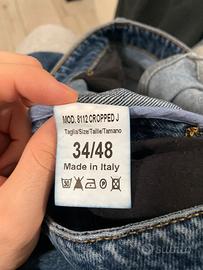 MOD. 8112 CROPPED J
Taglia/Size/Taille/Tamano
34/48
Made in Italy
subito